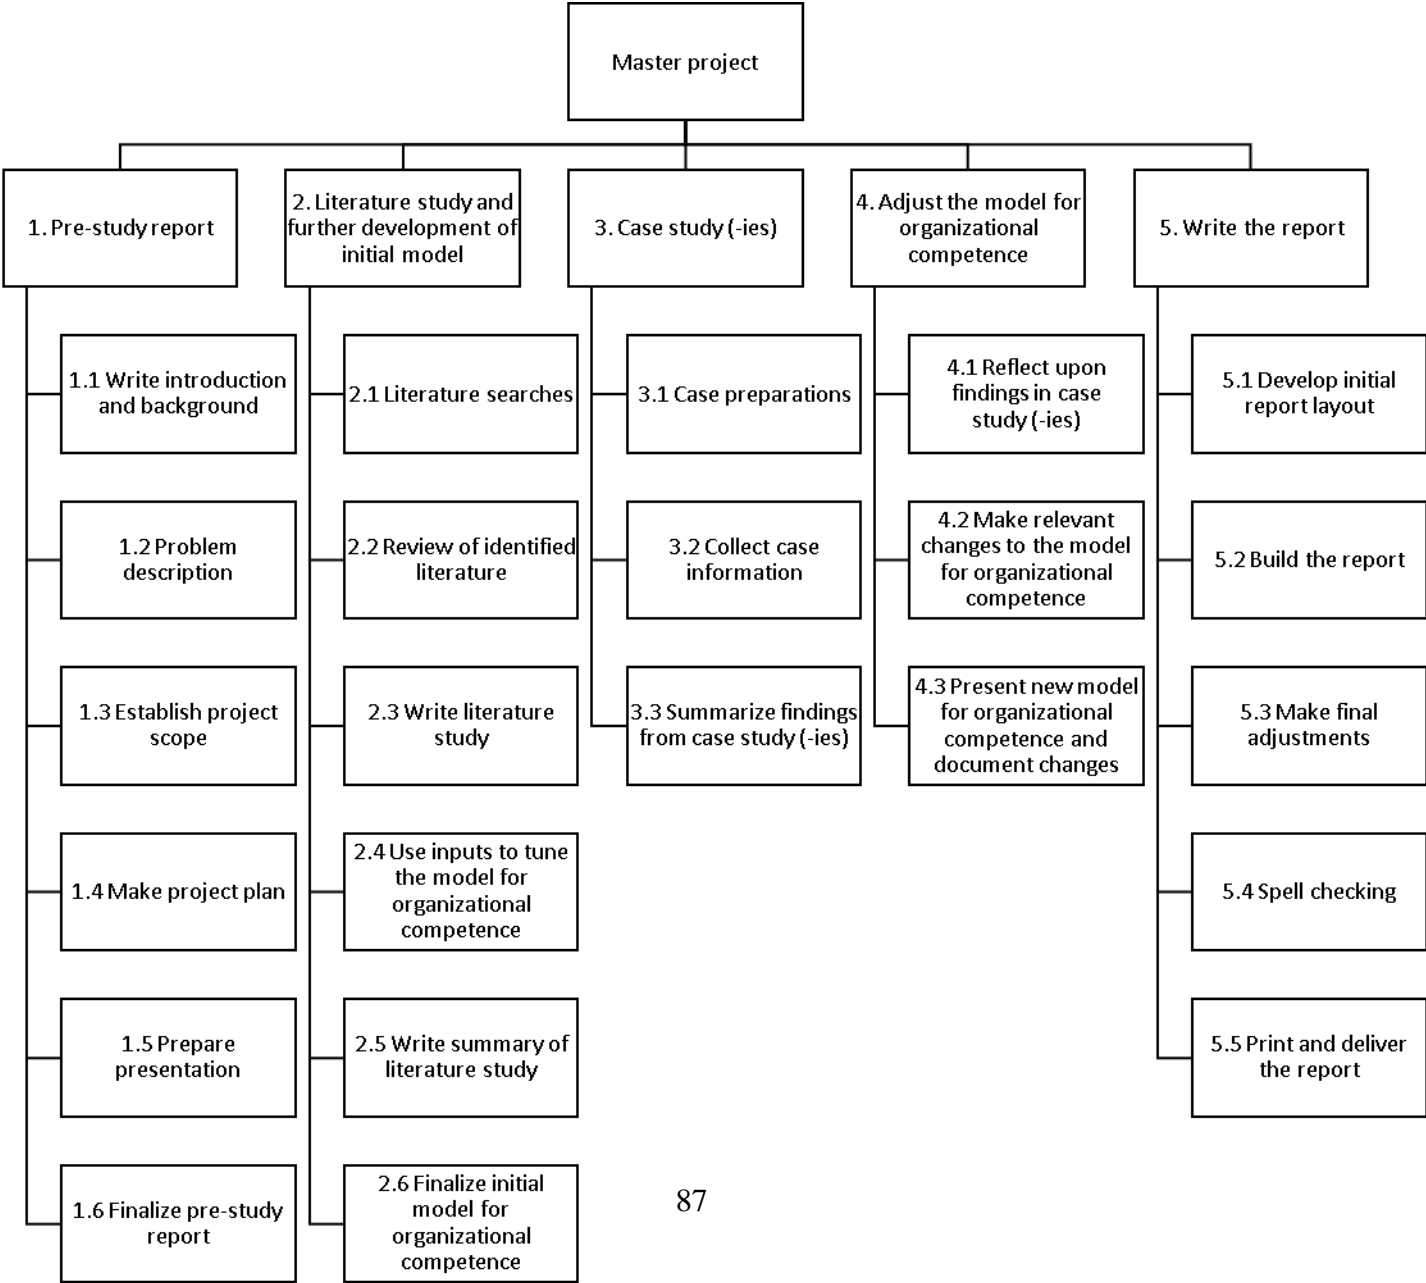 Master project
1. Pre-study report
2. Literature study and
further development of
initial model
3. Case study (-ies)
4. Adjust the model for
organizational
competence
5. Write the report
1.1 Write introduction
and background
1.2 Problem
description
1.3 Establish project
scope
1.4 Make project plan
1.5 Prepare
presentation
1.6 Finalize pre-study
report
2.1 Literature searches
2.2 Review of identified
literature
2.3 Write literature
study
2.4 Use inputs to tune
the model for
organizational
competence
2.5 Write summary of
literature study
2.6 Finalize initial
model for
organizational
competence
3.1 Case preparations
3.2 Collect case
information
3.3 Summarize findings
from case study (-ies)
4.1 Reflect upon
findings in case
study (-ies)
4.2 Make relevant
changes to the model
for organizational
competence
4.3 Present new model
for organizational
competence and
document changes
5.1 Develop initial
report layout
5.2 Build the report
5.3 Make final
adjustments
5.4 Spell checking
5.5 Print and deliver
the report
87